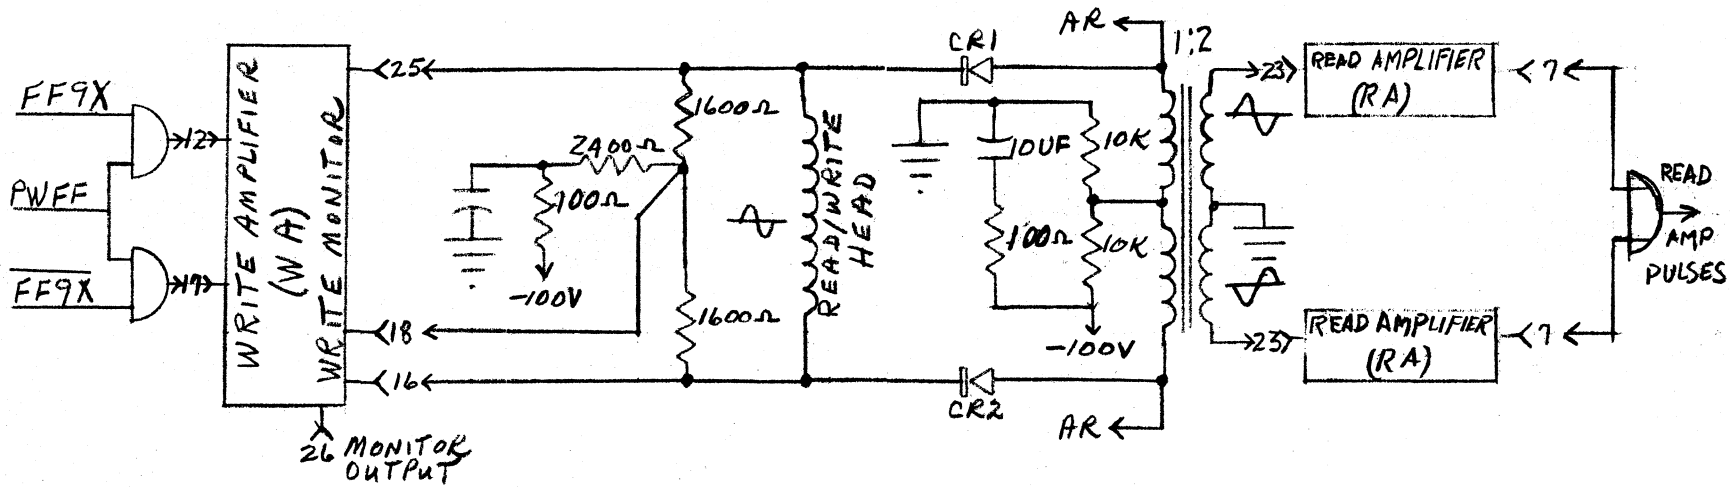 FF9X
PWFF
FF9X
12
17
WRITE AMPLIFIER
(WA)
WRITE MONITOR
25
18
16
26 MONITOR
OUTPUT
1600Ω
2400Ω
100Ω
-100V
1600Ω
READ/WRITE
HEAD
CR1
CR2
10UF
100Ω
10K
10K
-100V
AR
AR
1:2
23
23
READ AMPLIFIER
(RA)
READ AMPLIFIER
(RA)
7
7
READ
AMP
PULSES